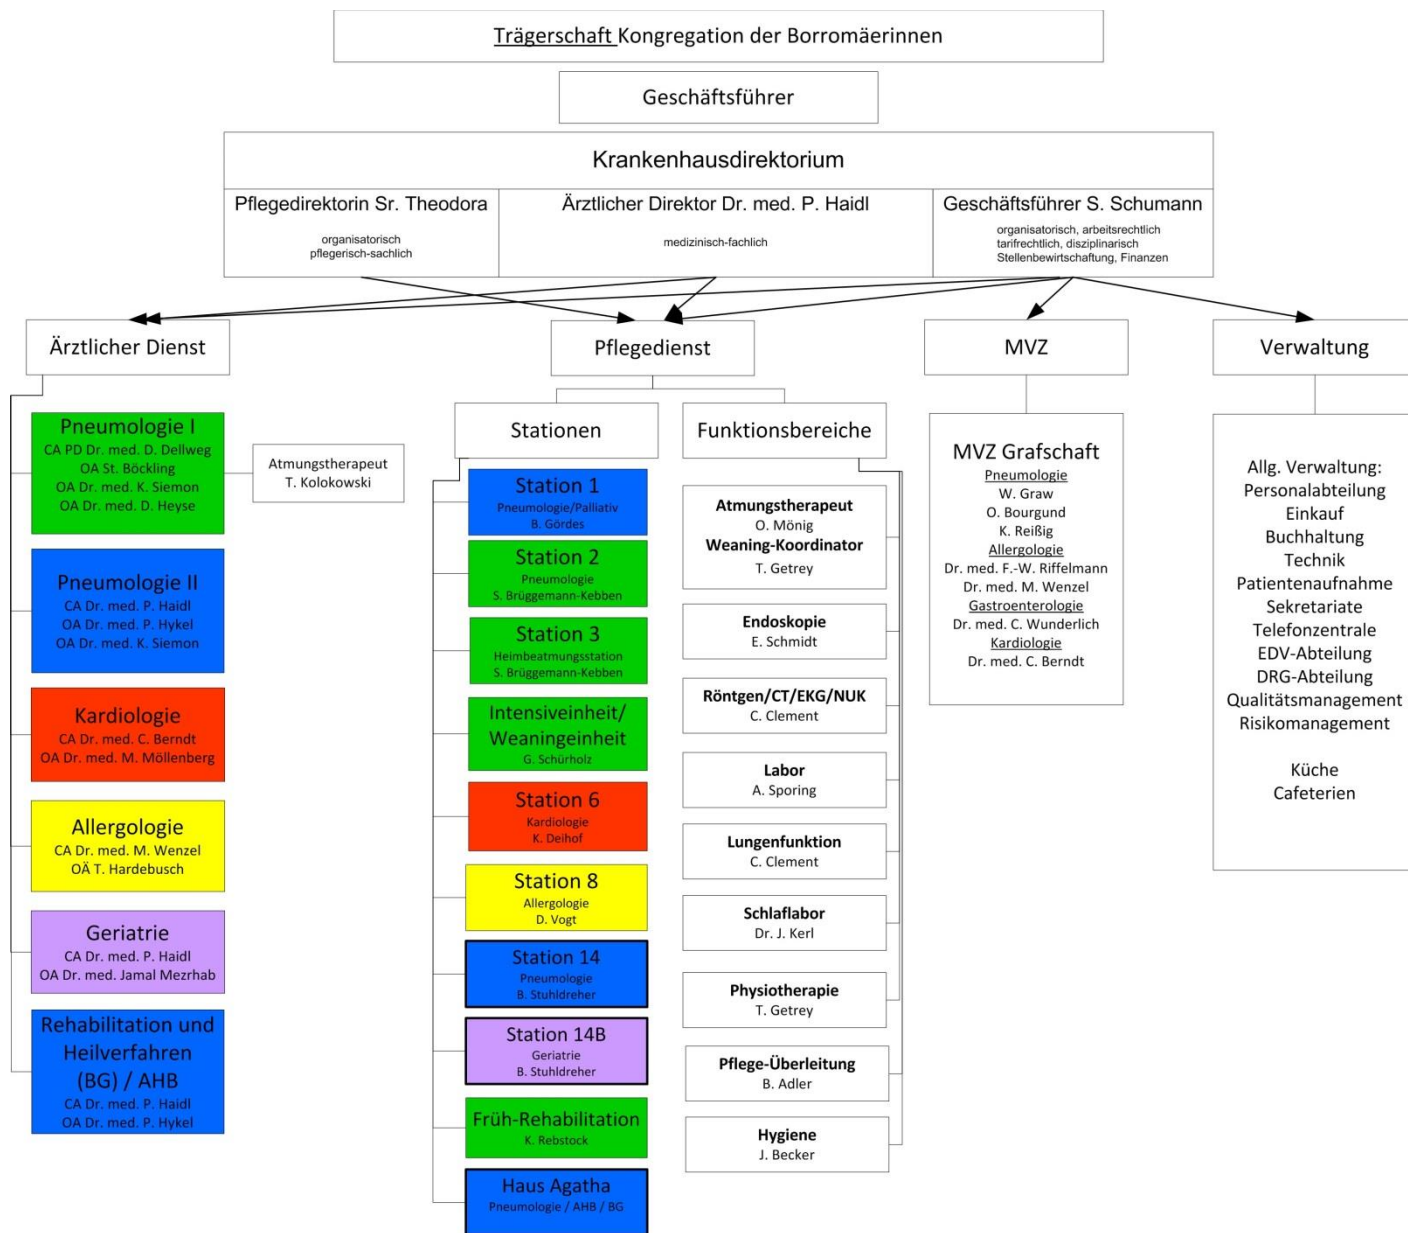 Trägerschaft Kongregation der Borromäerinnen
Geschäftsführer
Krankenhausdirektorium
Pflegedirektorin Sr. Theodora
organisatorisch
pflegerisch-sachlich
Ärztlicher Direktor Dr. med. P. Haidl
medizinisch-fachlich
Geschäftsführer S. Schumann
organisatorisch, arbeitsrechtlich
tarifrechtlich, disziplinarisch
Stellenbewirtschaftung, Finanzen
Ärztlicher Dienst
Pneumologie I
CA PD Dr. med. D. Dellweg
OA St. Böckling
OA Dr. med. K. Siemon
OA Dr. med. D. Heyse
Atmungstherapeut
T. Kolokowski
Pneumologie II
CA Dr. med. P. Haidl
OA Dr. med. P. Hykel
OA Dr. med. K. Siemon
Kardiologie
CA Dr. med. C. Berndt
OA Dr. med. M. Möllenberg
Allergologie
CA Dr. med. M. Wenzel
OÄ T. Hardebusch
Geriatrie
CA Dr. med. P. Haidl
OA Dr. med. Jamal Mezrhab
Rehabilitation und
Heilverfahren
(BG) / AHB
CA Dr. med. P. Haidl
OA Dr. med. P. Hykel
Pflegedienst
Stationen
Station 1
Pneumologie/Palliativ
B. Gördes
Station 2
Pneumologie
S. Brüggemann-Kebben
Station 3
Heimbeatmungsstation
S. Brüggemann-Kebben
Intensiveinheit/
Weaningeinheit
G. Schürholz
Station 6
Kardiologie
K. Deihof
Station 8
Allergologie
D. Vogt
Station 14
Pneumologie
B. Stuhldreher
Station 14B
Geriatrie
B. Stuhldreher
Früh-Rehabilitation
K. Rebstock
Haus Agatha
Pneumologie / AHB / BG
Funktionsbereiche
Atmungstherapeut
O. Mönig
Weaning-Koordinator
T. Getrey
Endoskopie
E. Schmidt
Röntgen/CT/EKG/NUK
C. Clement
Labor
A. Sporing
Lungenfunktion
C. Clement
Schlaflabor
Dr. J. Kerl
Physiotherapie
T. Getrey
Pflege-Überleitung
B. Adler
Hygiene
J. Becker
MVZ
MVZ Grafschaft
Pneumologie
W. Graw
O. Bourgund
K. Reißig
Allergologie
Dr. med. F.-W. Riffelmann
Dr. med. M. Wenzel
Gastroenterologie
Dr. med. C. Wunderlich
Kardiologie
Dr. med. C. Berndt
Verwaltung
Allg. Verwaltung:
Personalabteilung
Einkauf
Buchhaltung
Technik
Patientenaufnahme
Sekretariate
Telefonzentrale
EDV-Abteilung
DRG-Abteilung
Qualitätsmanagement
Risikomanagement
Küche
Cafeterien